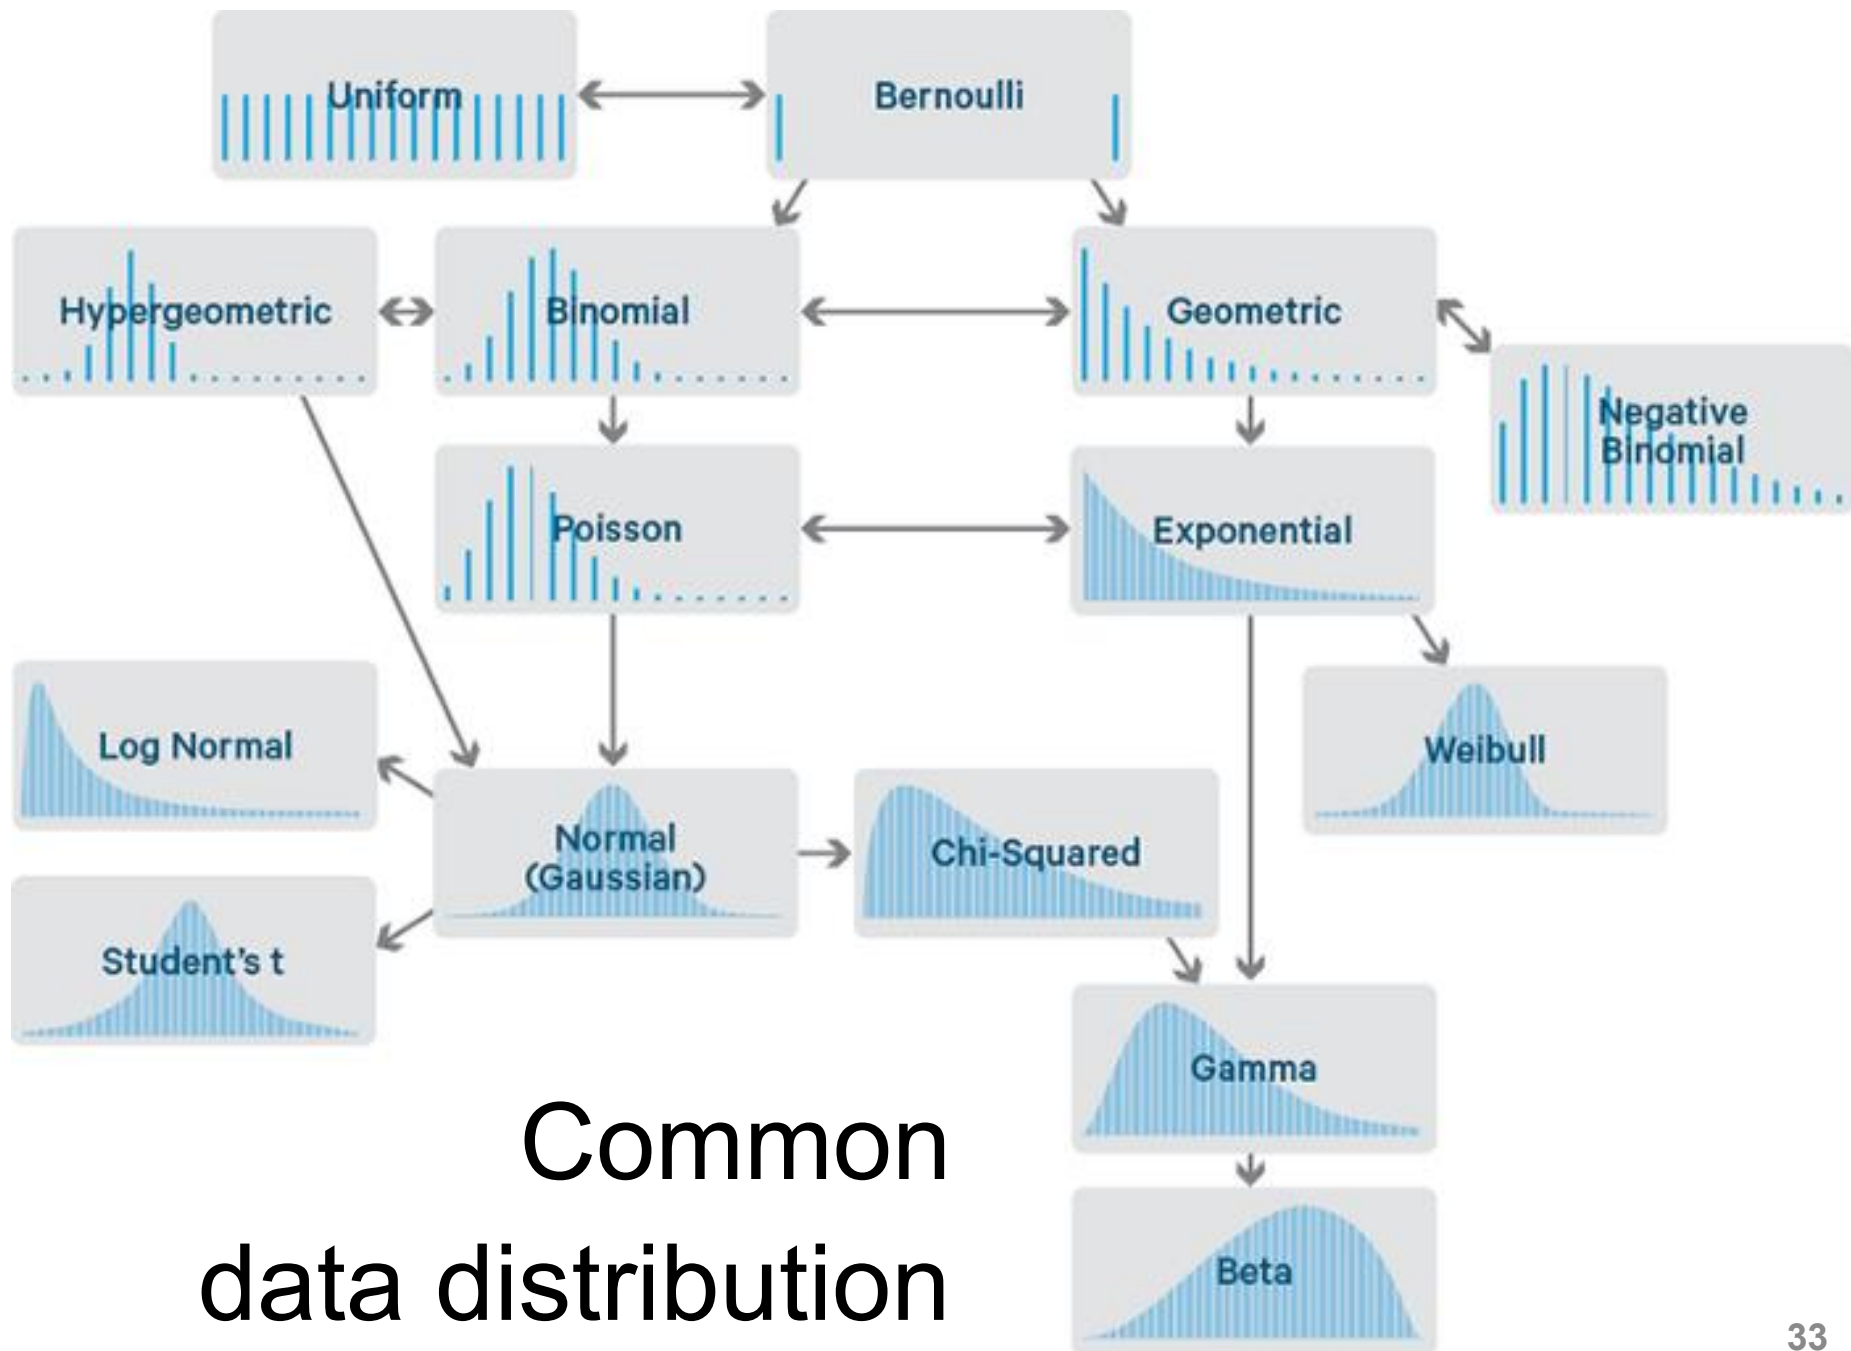 Uniform
Bernoulli
Hypergeometric
Binomial
Geometric
Negative
Binomial
Poisson
Exponential
Log Normal
Weibull
Normal
(Gaussian)
Chi-Squared
Student's t
Gamma
Common
data distribution
Beta
33